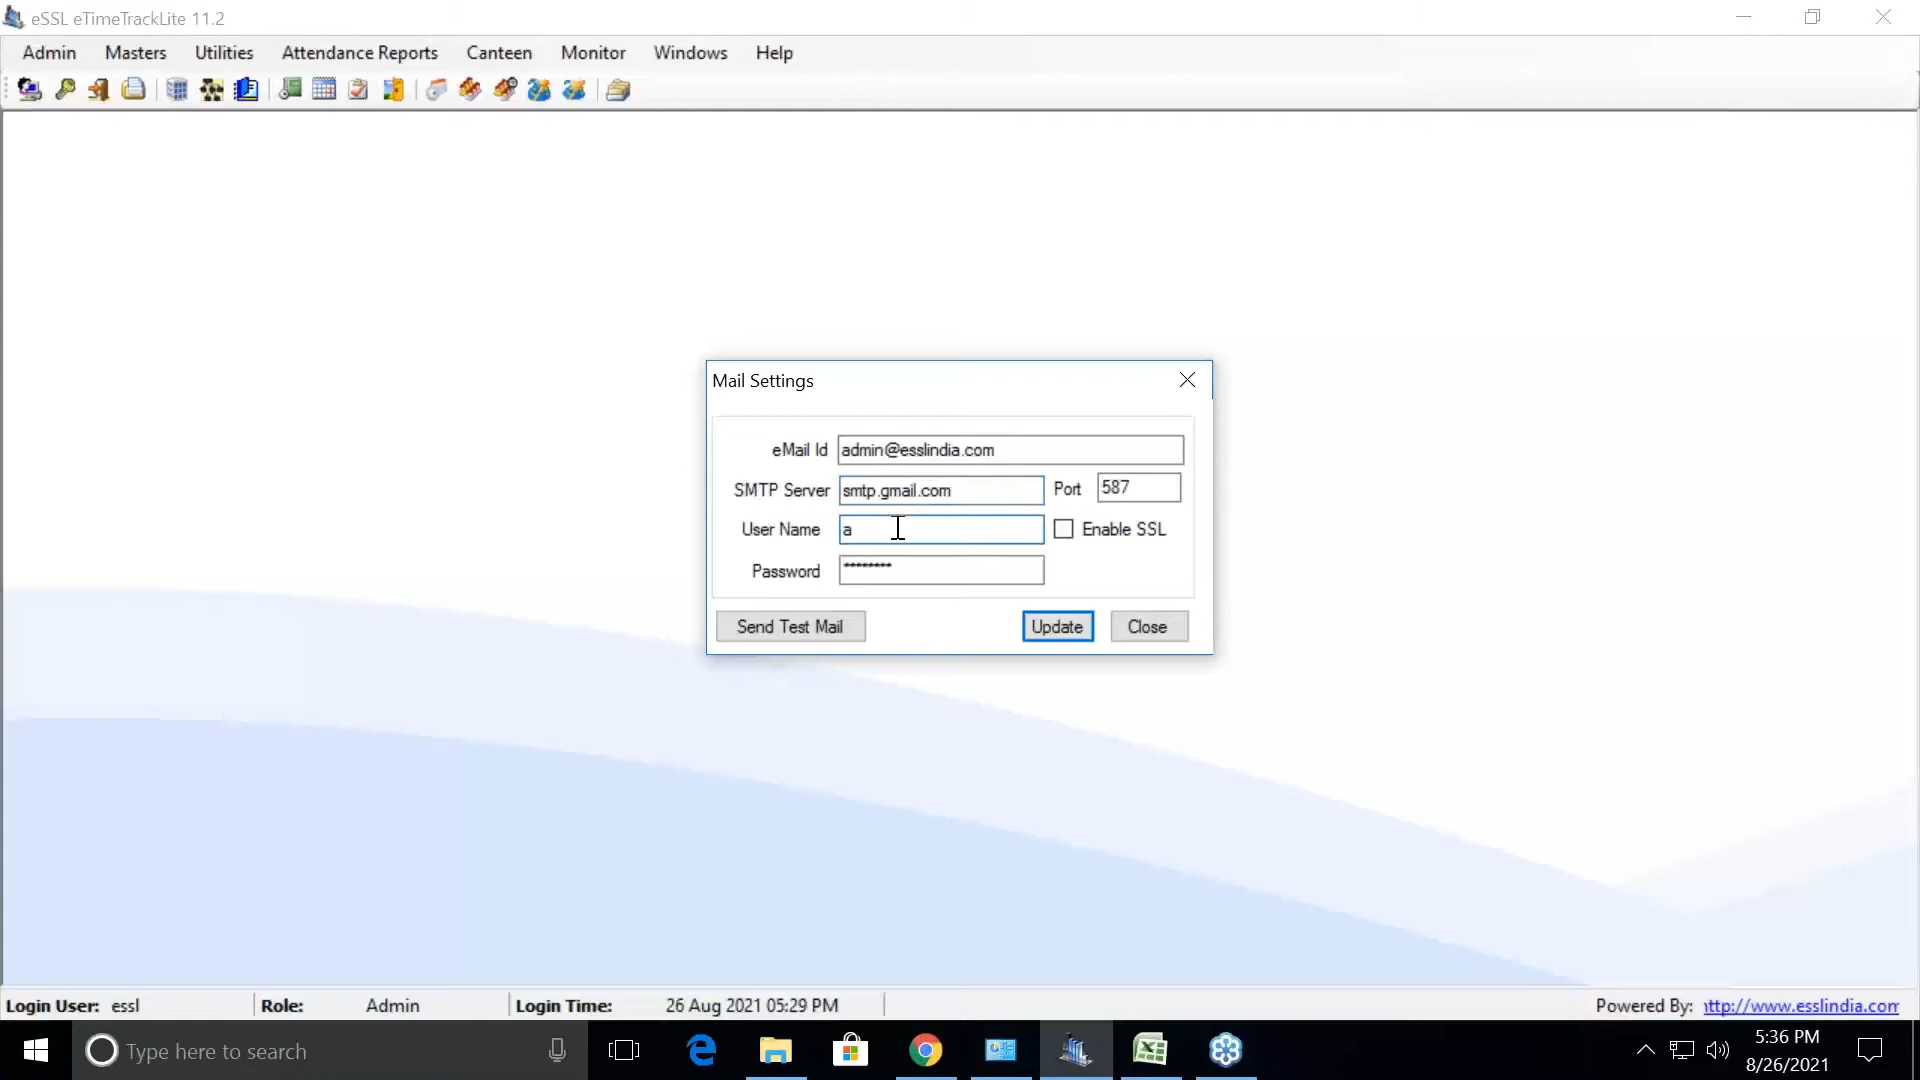 eSSL eTimeTrackLite 11.2
Admin Masters Utilities Attendance Reports Canteen Monitor Windows Help
Mail Settings
eMail Id admin@esslindia.com
SMTP Server smtp.gmail.com Port 587
User Name a Enable SSL
Password ********
Send Test Mail Update Close
Login User: essl Role: Admin Login Time: 26 Aug 2021 05:29 PM Powered By: ttp://www.esslindia.com
Type here to search 5:36 PM
8/26/2021